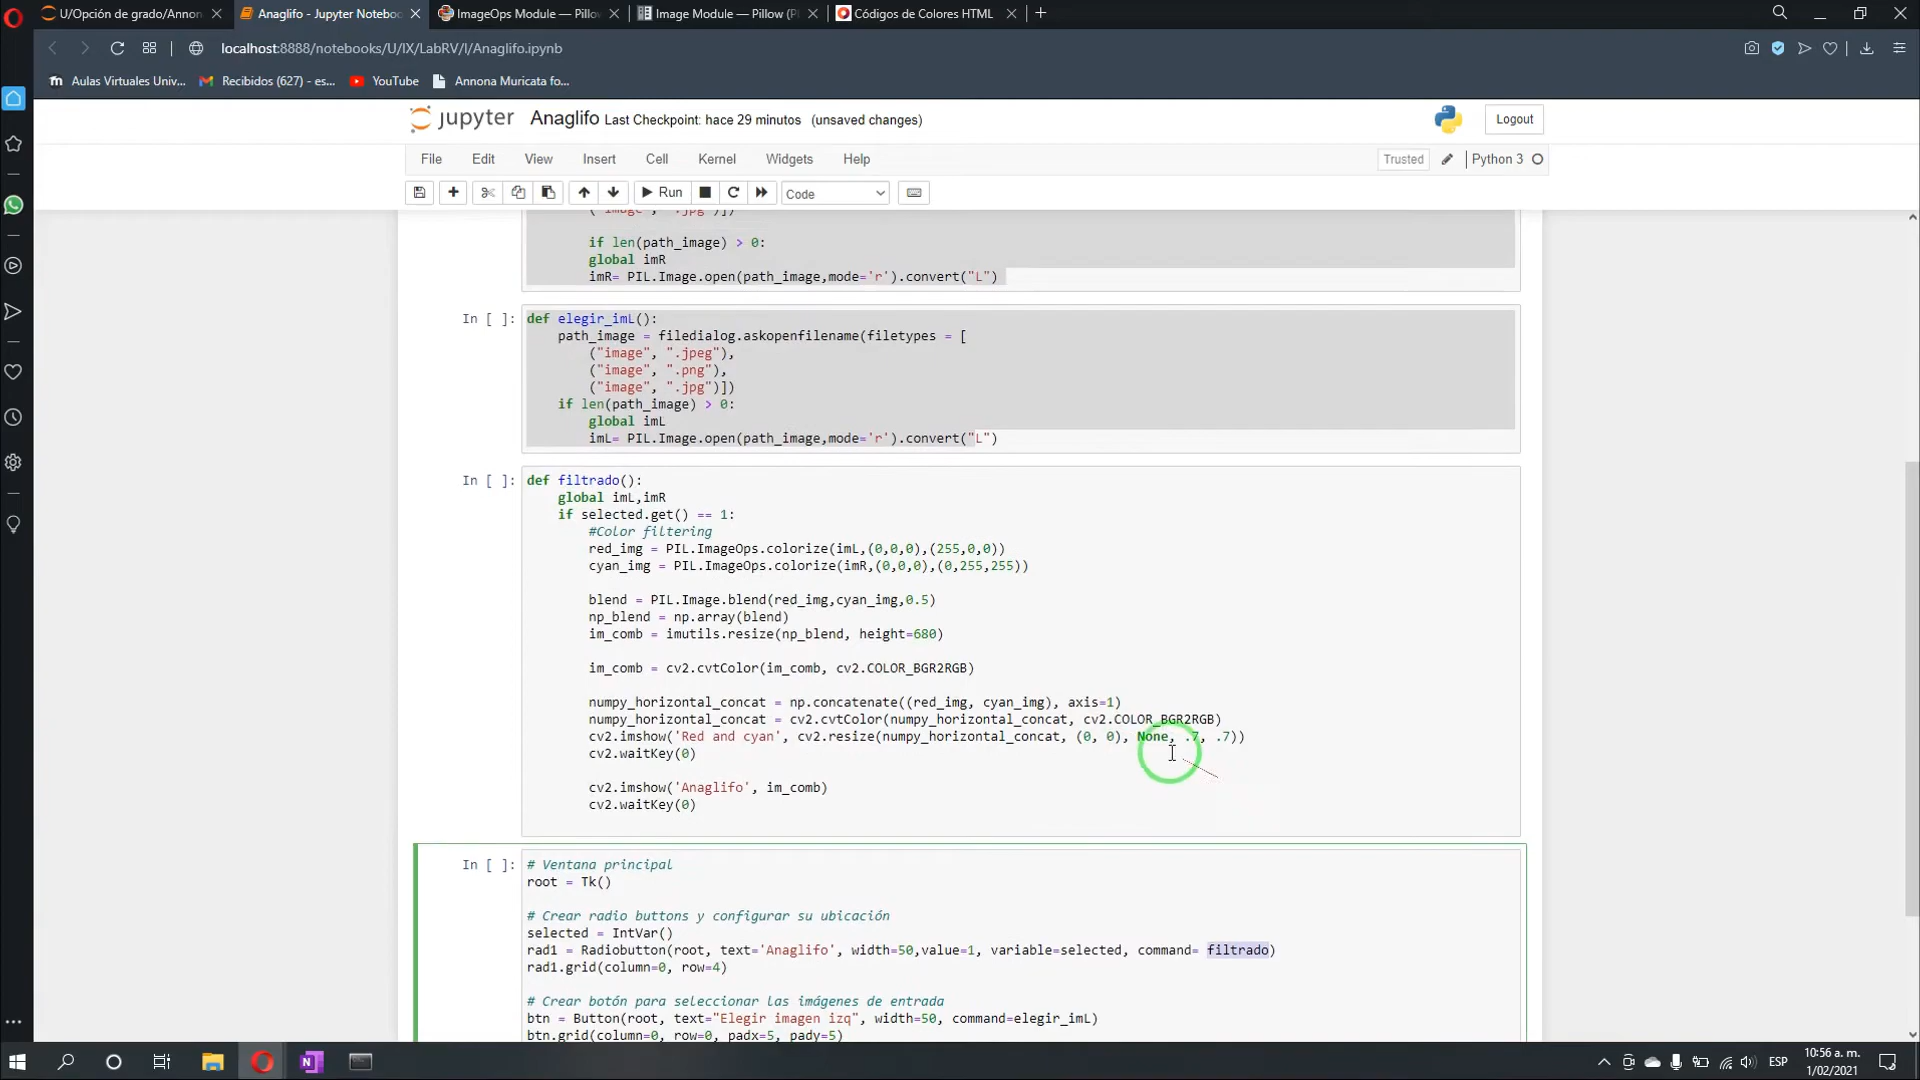 U/Opción de grado/Annon
Anaglifo - Jupyter Noteboo
ImageOps Module — Pillow
Image Module — Pillow (P
Códigos de Colores HTML
localhost:8888/notebooks/U/IX/LabRV/I/Anaglifo.ipynb
Aulas Virtuales Univ...
Recibidos (627) - es...
YouTube
Annona Muricata fo...
jupyter Anaglifo Last Checkpoint: hace 29 minutos (unsaved changes)
Logout
File Edit View Insert Cell Kernel Widgets Help
Trusted
Python 3
Run
Code
("image", ".jpg")])
if len(path_image) > 0:
global imR
imR= PIL.Image.open(path_image,mode='r').convert("L")
In [ ]: def elegir_imL():
path_image = filedialog.askopenfilename(filetypes = [
("image", ".jpeg"),
("image", ".png"),
("image", ".jpg")])
if len(path_image) > 0:
global imL
imL= PIL.Image.open(path_image,mode='r').convert("L")
In [ ]: def filtrado():
global imL,imR
if selected.get() == 1:
#Color filtering
red_img = PIL.ImageOps.colorize(imL,(0,0,0),(255,0,0))
cyan_img = PIL.ImageOps.colorize(imR,(0,0,0),(0,255,255))
blend = PIL.Image.blend(red_img,cyan_img,0.5)
np_blend = np.array(blend)
im_comb = imutils.resize(np_blend, height=680)
im_comb = cv2.cvtColor(im_comb, cv2.COLOR_BGR2RGB)
numpy_horizontal_concat = np.concatenate((red_img, cyan_img), axis=1)
numpy_horizontal_concat = cv2.cvtColor(numpy_horizontal_concat, cv2.COLOR_BGR2RGB)
cv2.imshow('Red and cyan', cv2.resize(numpy_horizontal_concat, (0, 0), None, .7, .7))
cv2.waitKey(0)
cv2.imshow('Anaglifo', im_comb)
cv2.waitKey(0)
In [ ]: # Ventana principal
root = Tk()
# Crear radio buttons y configurar su ubicación
selected = IntVar()
rad1 = Radiobutton(root, text='Anaglifo', width=50,value=1, variable=selected, command= filtrado)
rad1.grid(column=0, row=4)
# Crear botón para seleccionar las imágenes de entrada
btn = Button(root, text="Elegir imagen izq", width=50, command=elegir_imL)
btn.grid(column=0, row=0, padx=5, pady=5)
ESP
10:56 a. m.
1/02/2021